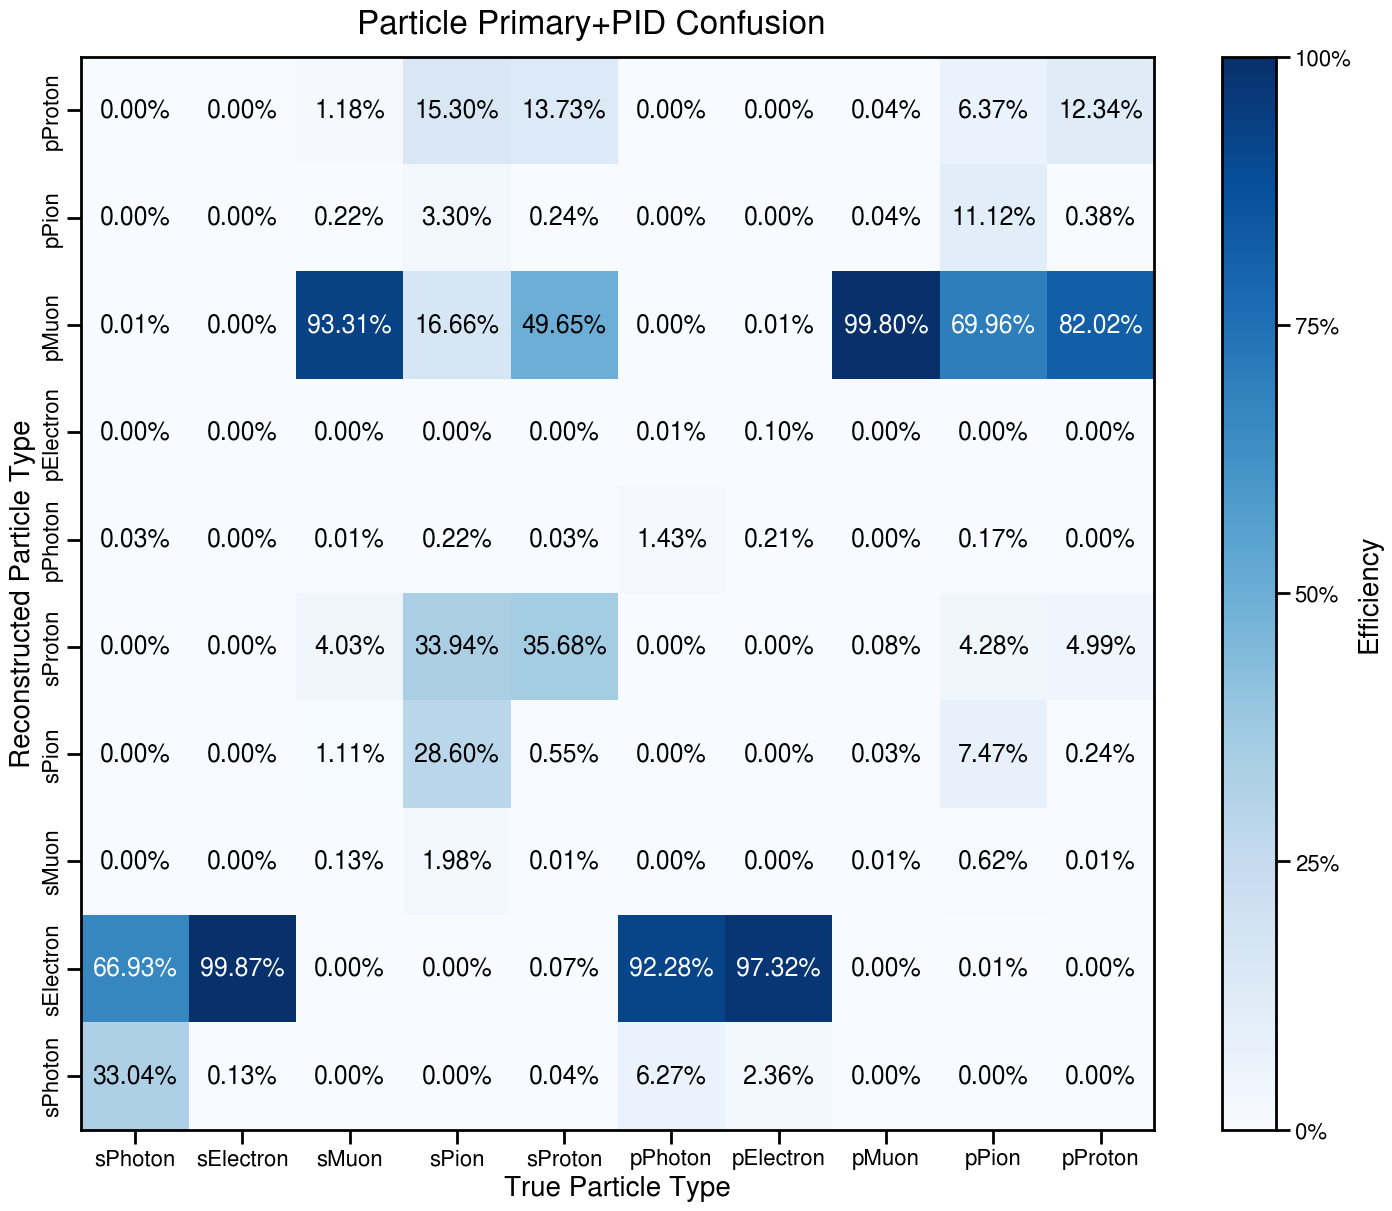 Particle Primary+PID Confusion
Reconstructed Particle Type
pProton 0.00% 0.00% 1.18% 15.30% 13.73% 0.00% 0.00% 0.04% 6.37% 12.34%
pPion 0.00% 0.00% 0.22% 3.30% 0.24% 0.00% 0.00% 0.04% 11.12% 0.38%
pMuon 0.01% 0.00% 93.31% 16.66% 49.65% 0.00% 0.01% 99.80% 69.96% 82.02%
pElectron 0.00% 0.00% 0.00% 0.00% 0.00% 0.01% 0.10% 0.00% 0.00% 0.00%
pPhoton 0.03% 0.00% 0.01% 0.22% 0.03% 1.43% 0.21% 0.00% 0.17% 0.00%
sProton 0.00% 0.00% 4.03% 33.94% 35.68% 0.00% 0.00% 0.08% 4.28% 4.99%
sPion 0.00% 0.00% 1.11% 28.60% 0.55% 0.00% 0.00% 0.03% 7.47% 0.24%
sMuon 0.00% 0.00% 0.13% 1.98% 0.01% 0.00% 0.00% 0.01% 0.62% 0.01%
sElectron 66.93% 99.87% 0.00% 0.00% 0.07% 92.28% 97.32% 0.00% 0.01% 0.00%
sPhoton 33.04% 0.13% 0.00% 0.00% 0.04% 6.27% 2.36% 0.00% 0.00% 0.00%
sPhoton sElectron sMuon sPion sProton pPhoton pElectron pMuon pPion pProton
True Particle Type
100%
75%
50%
25%
0%
Efficiency